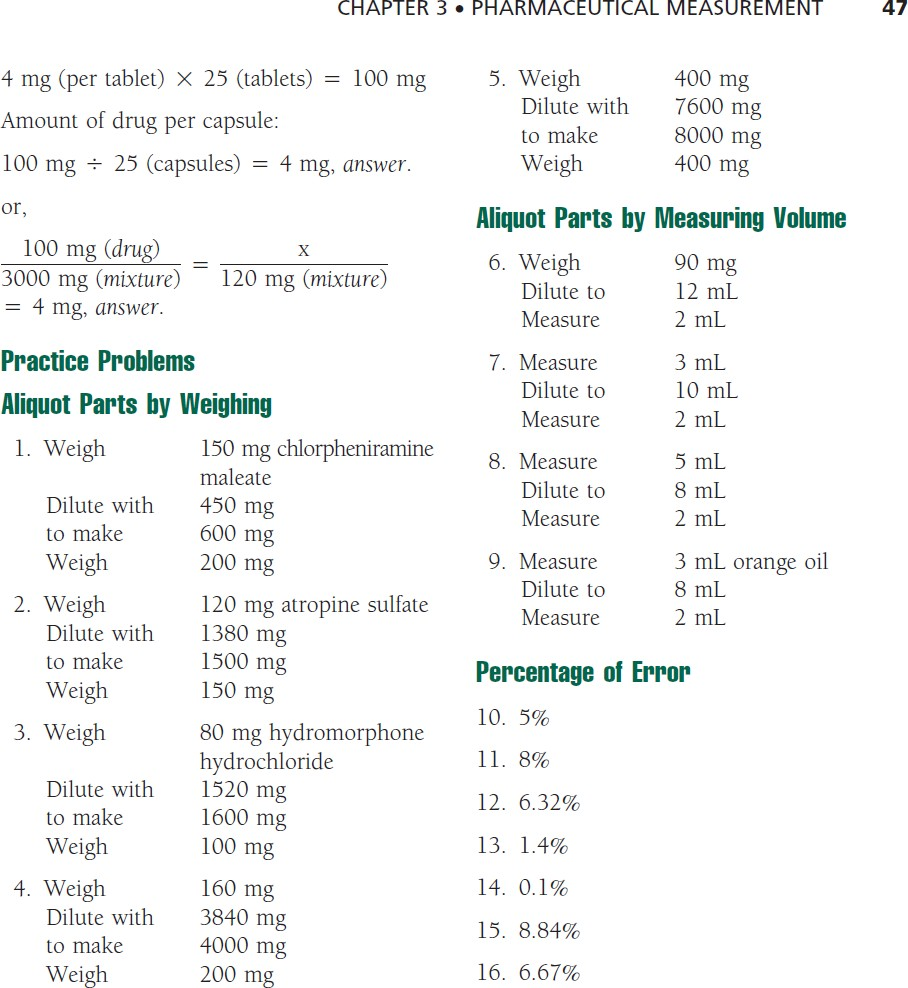 CHAPTER 3 • PHARMACEUTICAL MEASUREMENT 47
4 mg (per tablet) × 25 (tablets) = 100 mg
Amount of drug per capsule:
100 mg ÷ 25 (capsules) = 4 mg, answer.
or,
100 mg (drug) / 3000 mg (mixture) = x / 120 mg (mixture)
= 4 mg, answer.
Practice Problems
Aliquot Parts by Weighing
1. Weigh 150 mg chlorpheniramine
maleate
Dilute with 450 mg
to make 600 mg
Weigh 200 mg
2. Weigh 120 mg atropine sulfate
Dilute with 1380 mg
to make 1500 mg
Weigh 150 mg
3. Weigh 80 mg hydromorphone
hydrochloride
Dilute with 1520 mg
to make 1600 mg
Weigh 100 mg
4. Weigh 160 mg
Dilute with 3840 mg
to make 4000 mg
Weigh 200 mg
5. Weigh 400 mg
Dilute with 7600 mg
to make 8000 mg
Weigh 400 mg
Aliquot Parts by Measuring Volume
6. Weigh 90 mg
Dilute to 12 mL
Measure 2 mL
7. Measure 3 mL
Dilute to 10 mL
Measure 2 mL
8. Measure 5 mL
Dilute to 8 mL
Measure 2 mL
9. Measure 3 mL orange oil
Dilute to 8 mL
Measure 2 mL
Percentage of Error
10. 5%
11. 8%
12. 6.32%
13. 1.4%
14. 0.1%
15. 8.84%
16. 6.67%